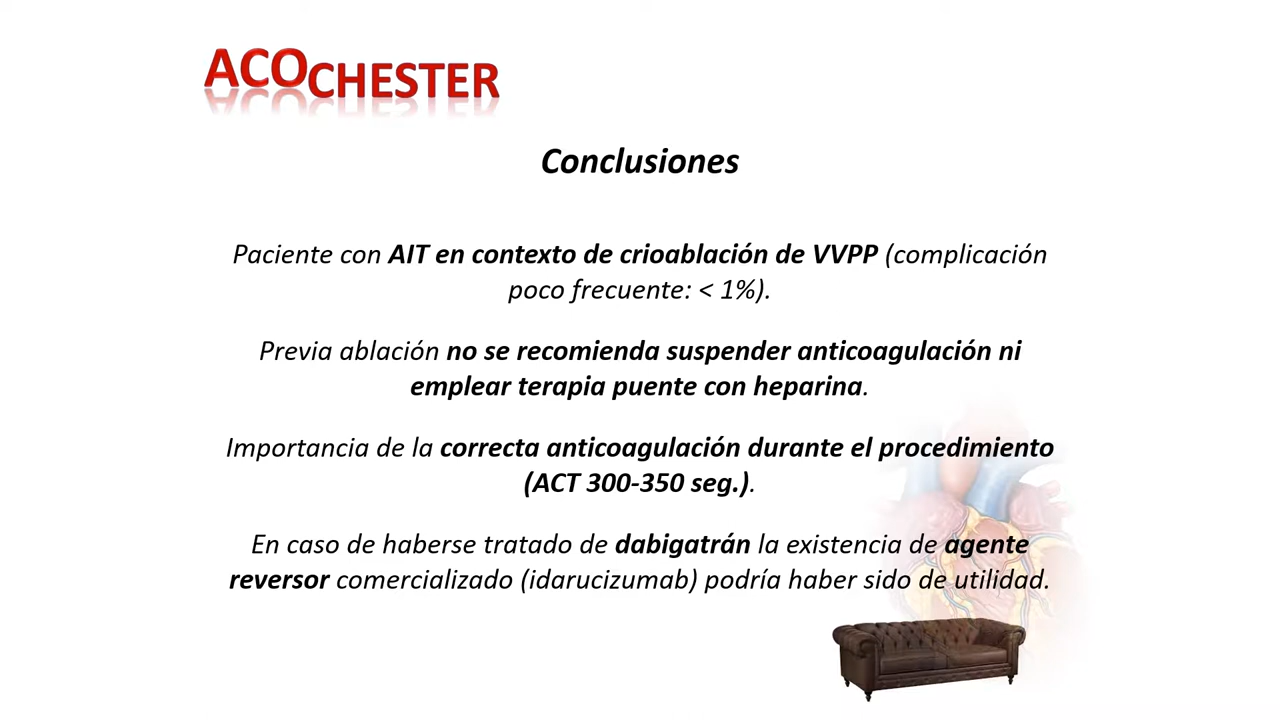 ACOCHESTER
Conclusiones
Paciente con AIT en contexto de crioablación de VVPP (complicación
poco frecuente: < 1%).
Previa ablación no se recomienda suspender anticoagulación ni
emplear terapia puente con heparina.
Importancia de la correcta anticoagulación durante el procedimiento
(ACT 300-350 seg.).
En caso de haberse tratado de dabigatrán la existencia de agente
reversor comercializado (idarucizumab) podría haber sido de utilidad.